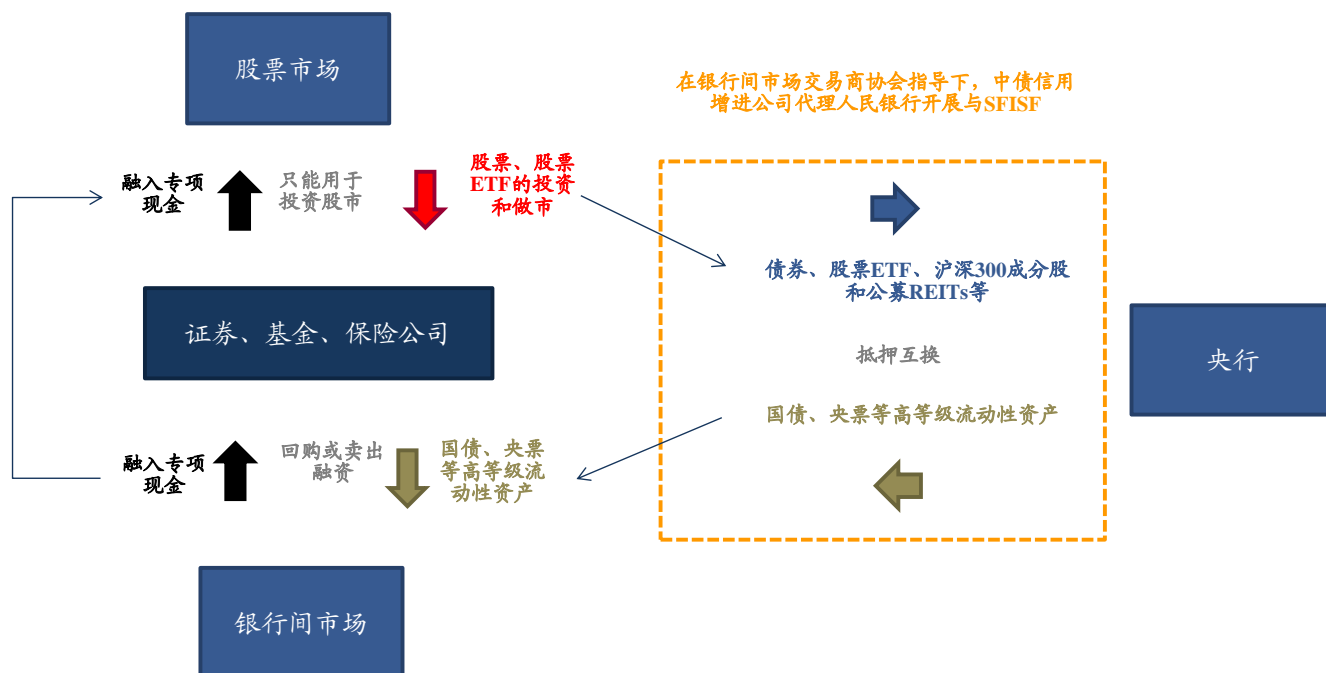 股票市场
在银行间市场交易商协会指导下，中债信用
增进公司代理人民银行开展与SFISF
融入专项
现金
只能用于
投资股市
股票、股票
ETF的投资
和做市
债券、股票ETF、沪深300成分股
和公募REITs等
证券、基金、保险公司
抵押互换
央行
国债、央票等高等级流动性资产
融入专项
现金
回购或卖出
融资
国债、央票
等高等级流
动性资产
银行间市场